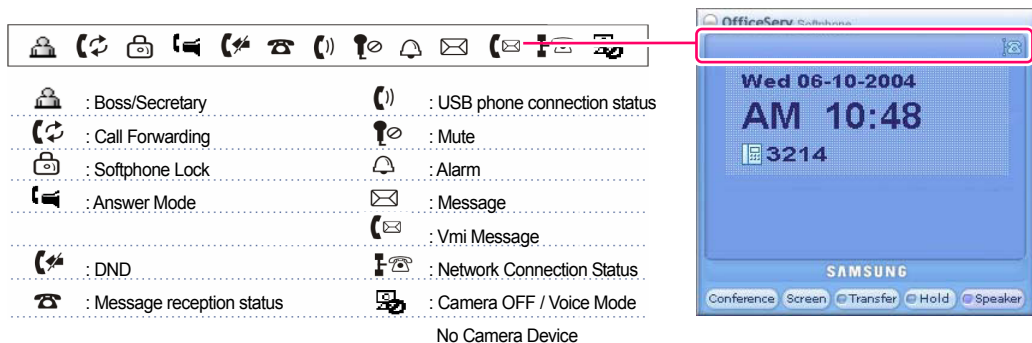 OfficeServ Softphone
Wed 06-10-2004
AM 10:48
3214
SAMSUNG
Conference Screen Transfer Hold Speaker
: Boss/Secretary
: Call Forwarding
: Softphone Lock
: Answer Mode
: DND
: Message reception status
: USB phone connection status
: Mute
: Alarm
: Message
: Vmi Message
: Network Connection Status
: Camera OFF / Voice Mode
No Camera Device